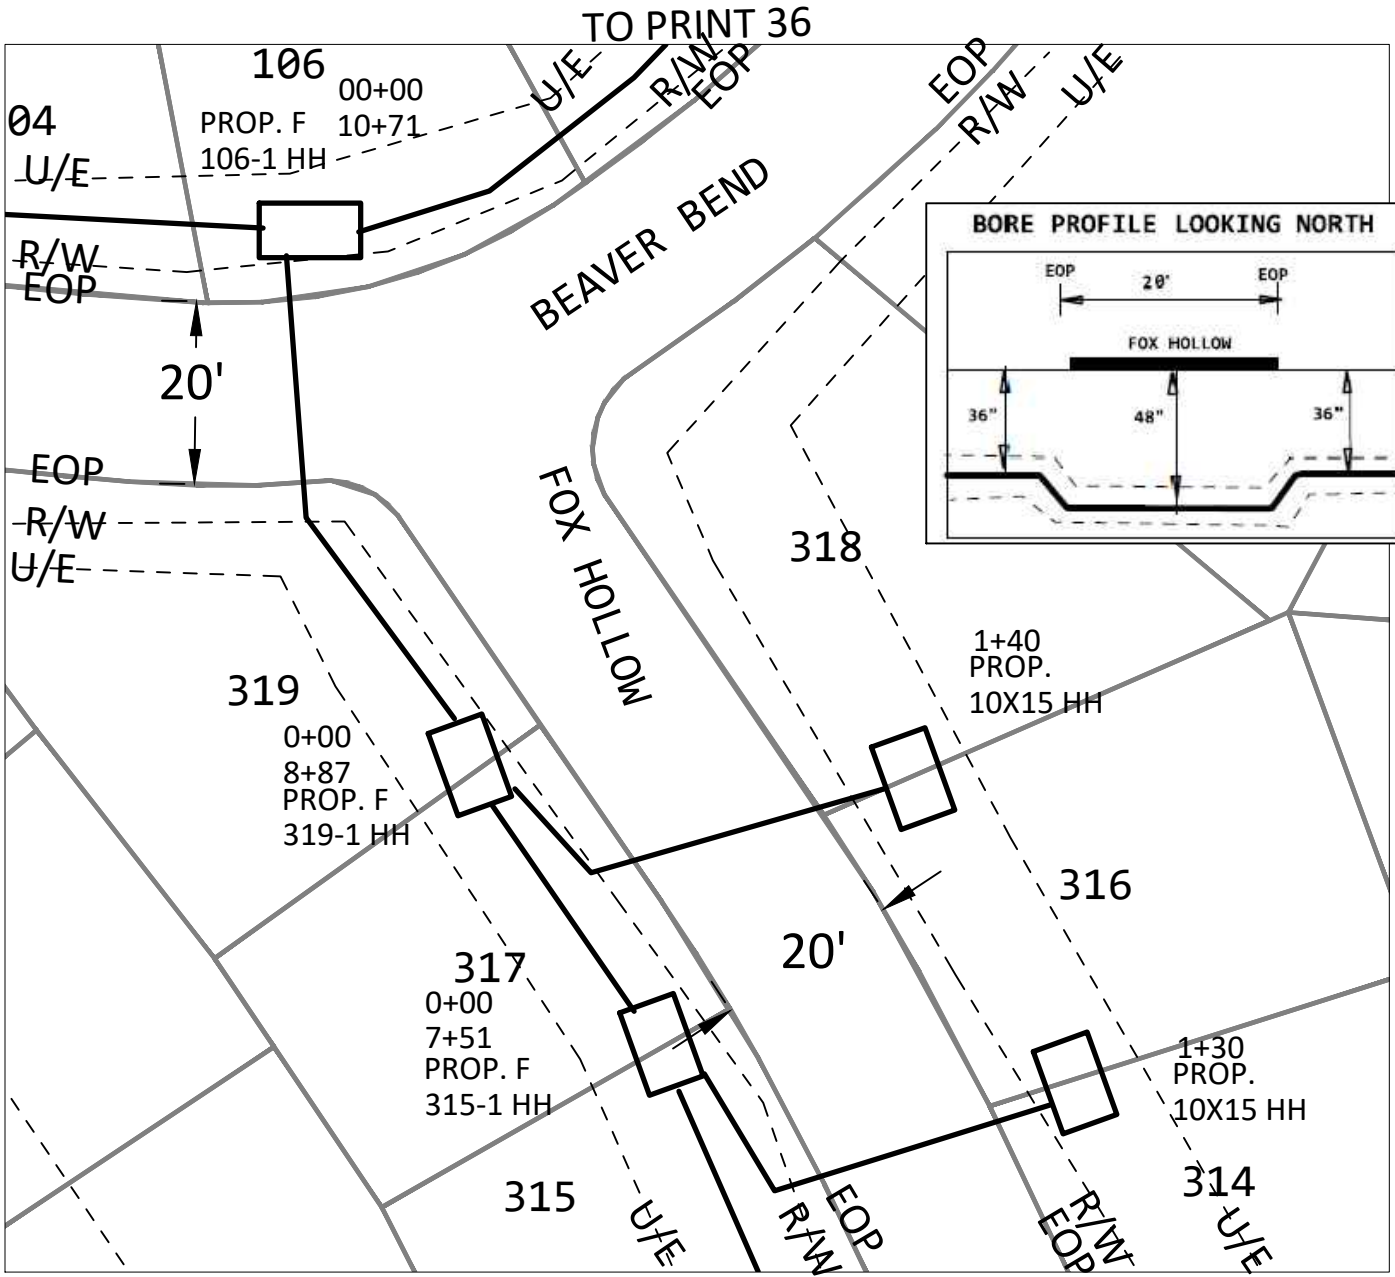 TO PRINT 36
106
00+00
10+71
PROP. F
106-1 HH
04
U/E
U/E
R/W
EOP
EOP
R/W
U/E
R/W
EOP
BEAVER BEND
BORE PROFILE LOOKING NORTH
EOP
20'
EOP
FOX HOLLOW
36"
48"
36"
20'
EOP
R/W
U/E
FOX HOLLOW
318
319
0+00
8+87
PROP. F
319-1 HH
1+40
PROP.
10X15 HH
316
20'
317
0+00
7+51
PROP. F
315-1 HH
1+30
PROP.
10X15 HH
315
314
U/E
R/W
EOP
EOP
R/W
U/E